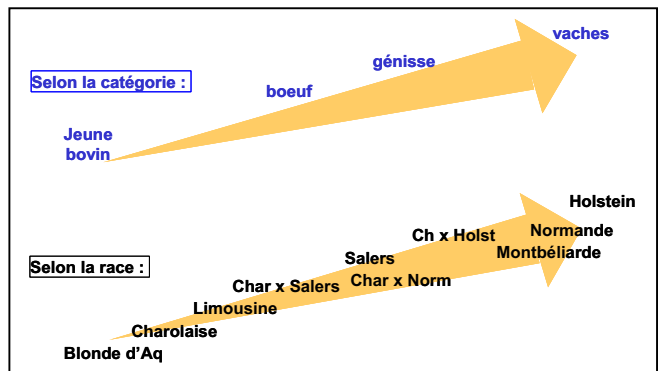 vaches
génisse
Selon la catégorie :
boeuf
Jeune
bovin
Holstein
Ch x Holst
Normande
Montbéliarde
Salers
Selon la race :
Char x Salers
Char x Norm
Limousine
Charolaise
Blonde d'Aq